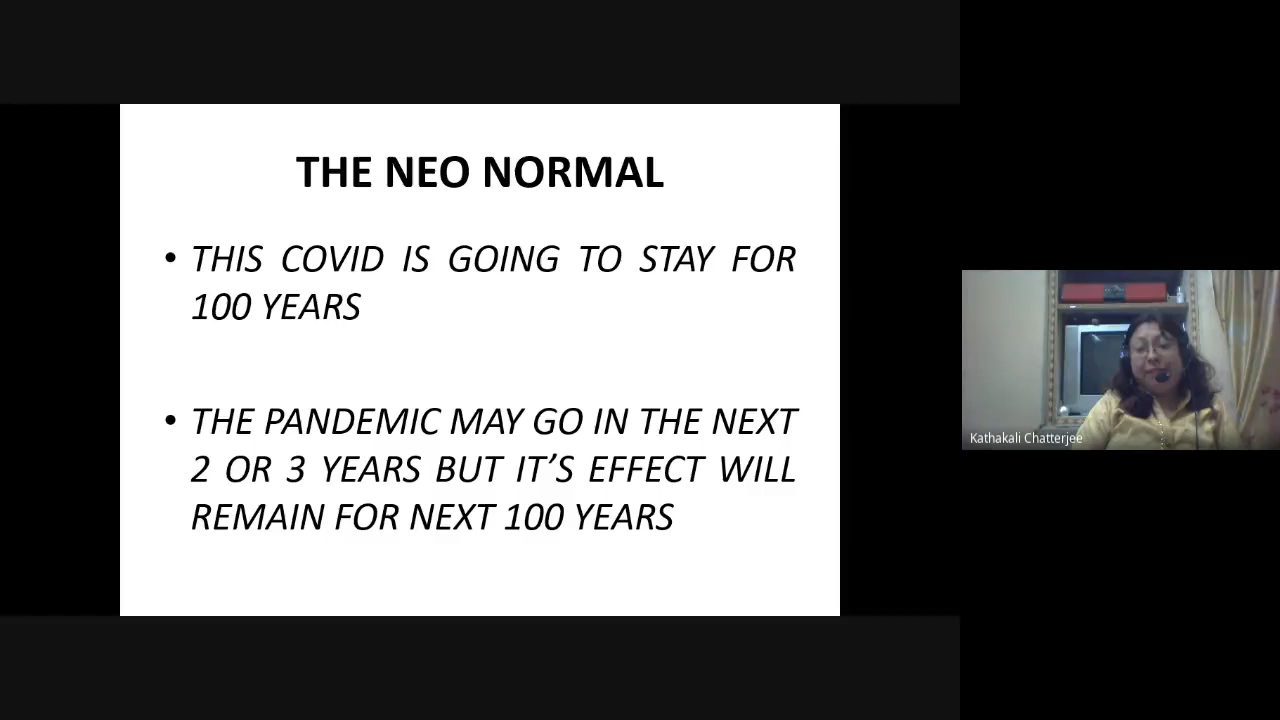 THE NEO NORMAL
• THIS COVID IS GOING TO STAY FOR
100 YEARS
• THE PANDEMIC MAY GO IN THE NEXT
2 OR 3 YEARS BUT IT’S EFFECT WILL
REMAIN FOR NEXT 100 YEARS
Kathakali Chatterjee